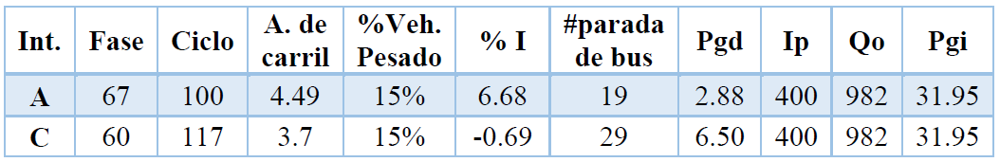 Int. Fase Ciclo A. de carril %Veh. Pesado % I #parada de bus Pgd Ip Qo Pgi
A 67 100 4.49 15% 6.68 19 2.88 400 982 31.95
C 60 117 3.7 15% -0.69 29 6.50 400 982 31.95